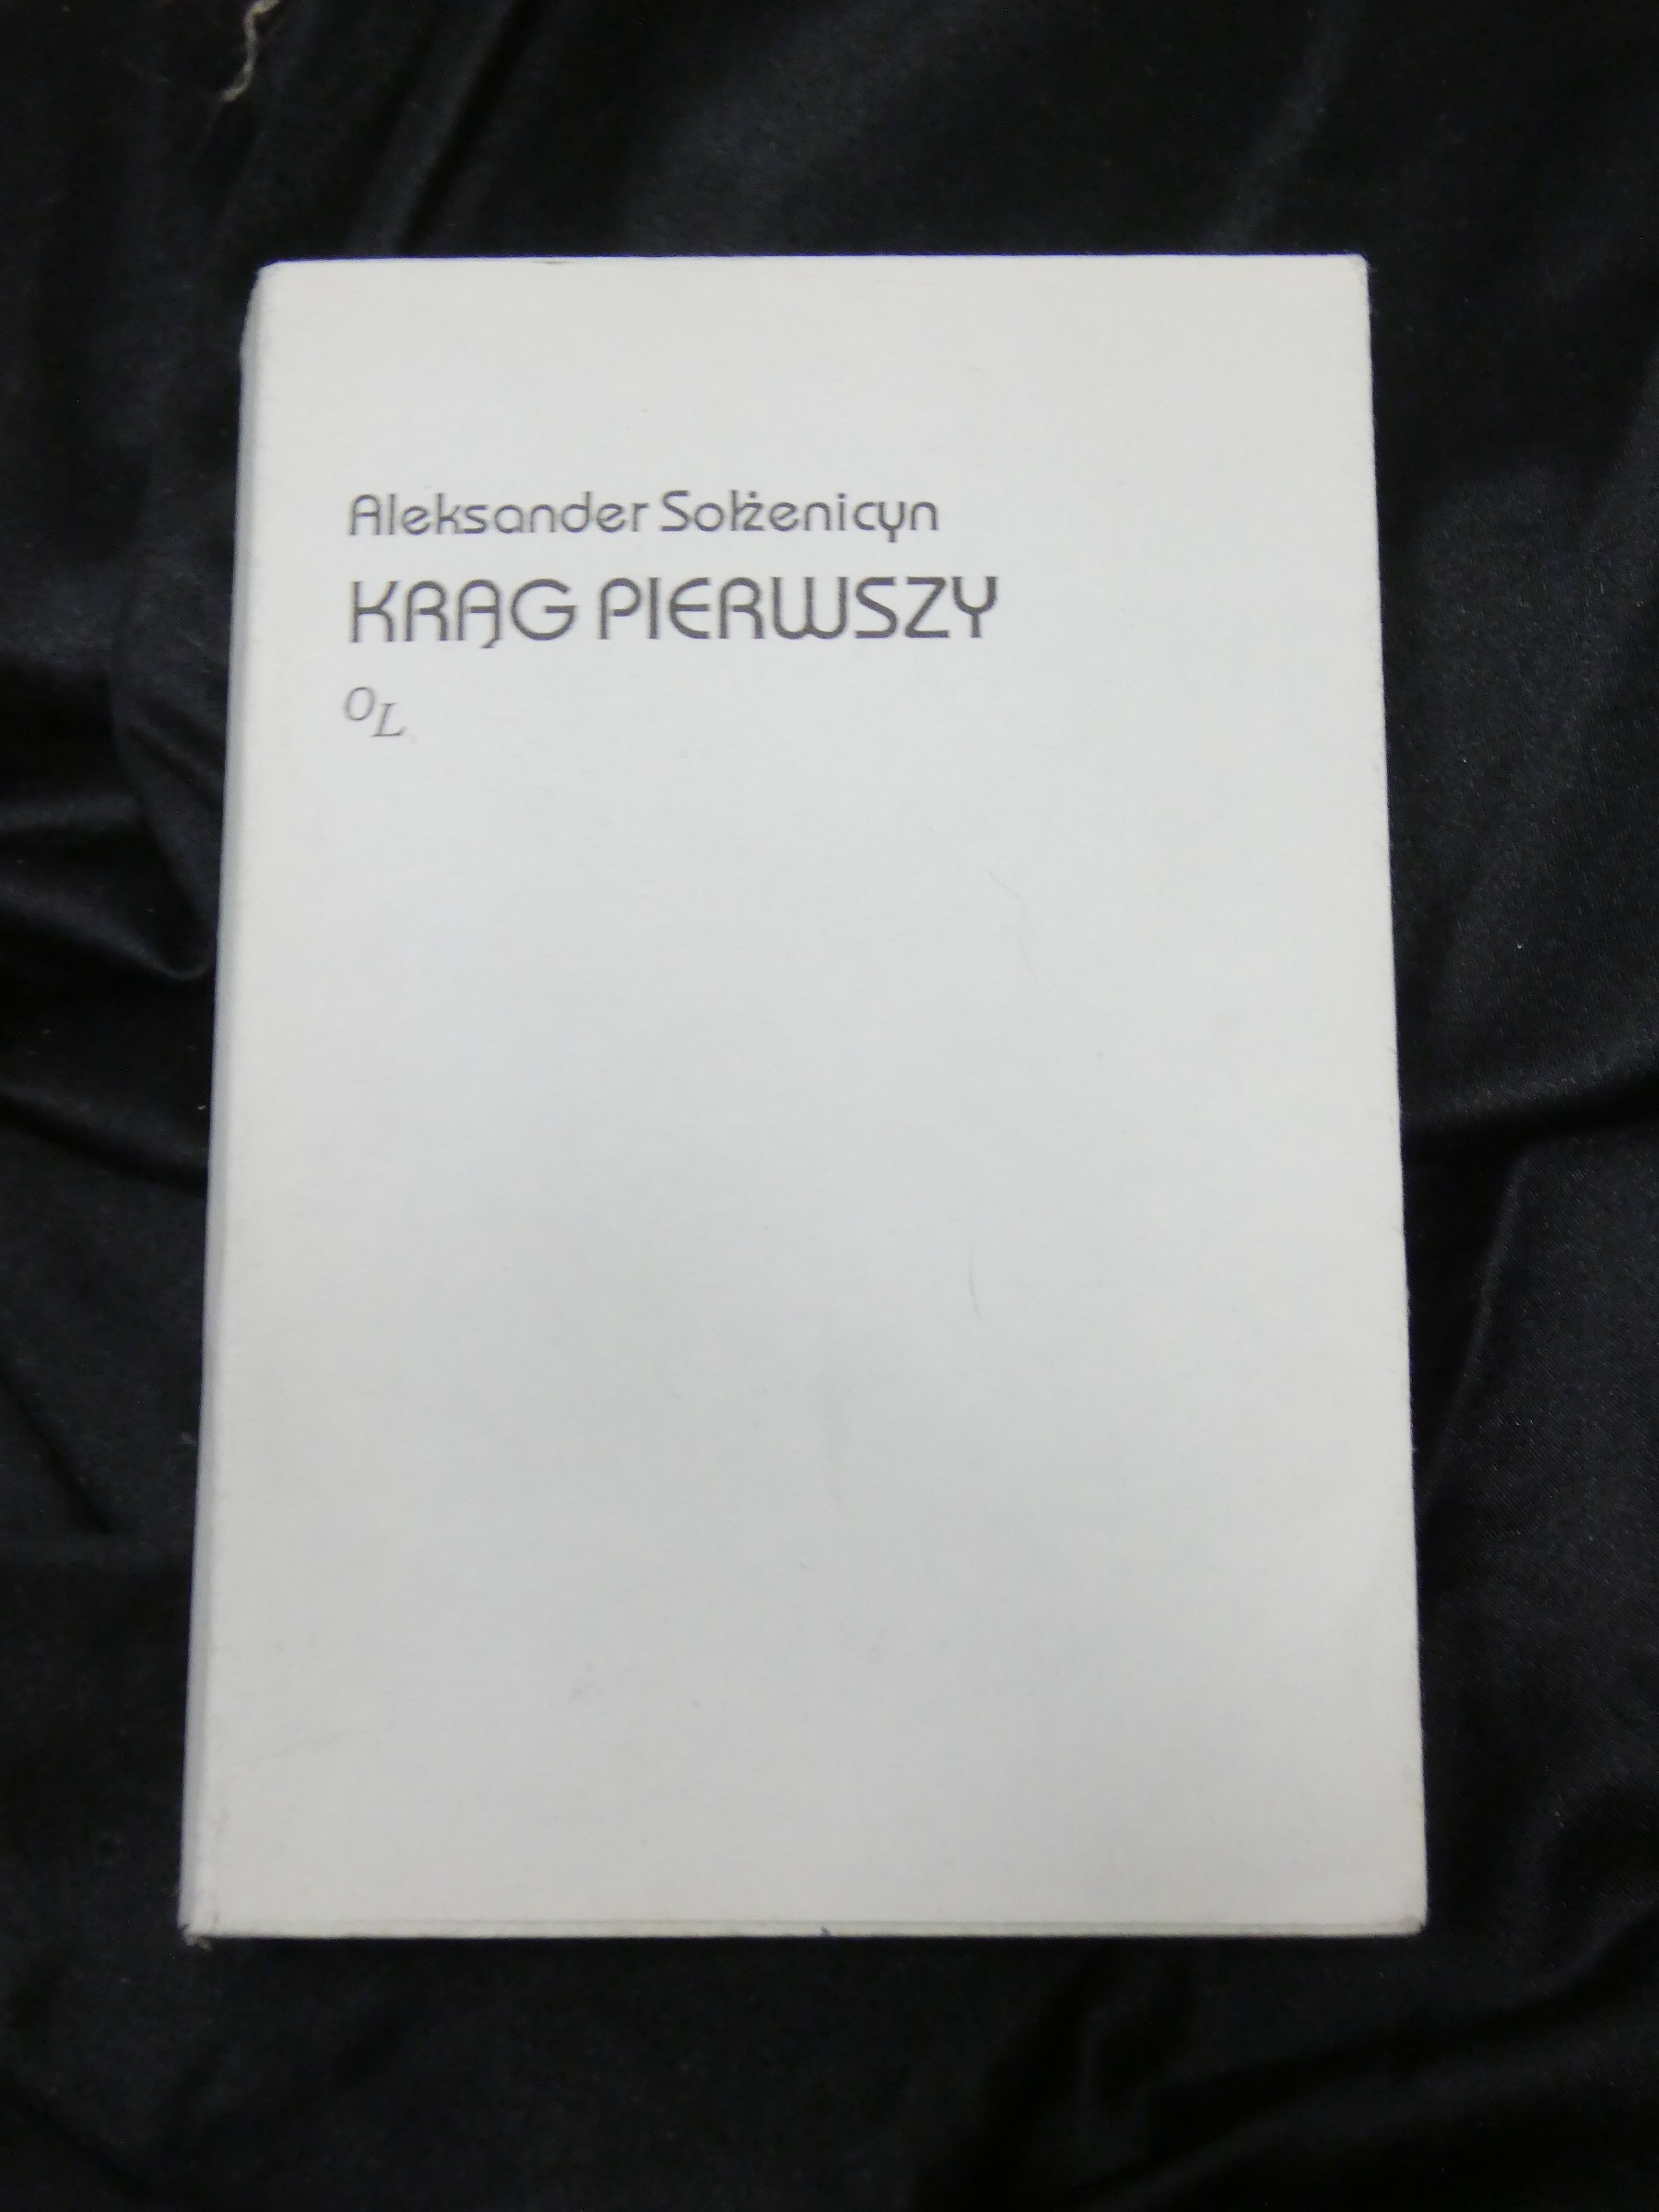 Aleksander Sołżenicyn
KRĄG PIERWSZY
OL